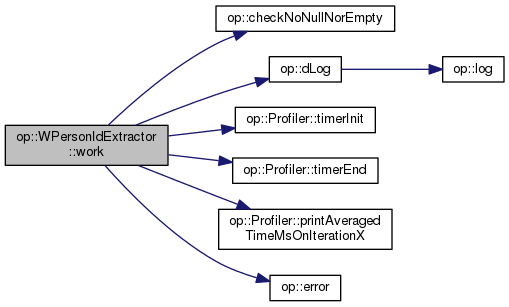 op::checkNoNullNorEmpty
op::dLog
op::log
op::WPersonIdExtractor
::work
op::Profiler::timerInit
op::Profiler::timerEnd
op::Profiler::printAveraged
TimeMsOnIterationX
op::error